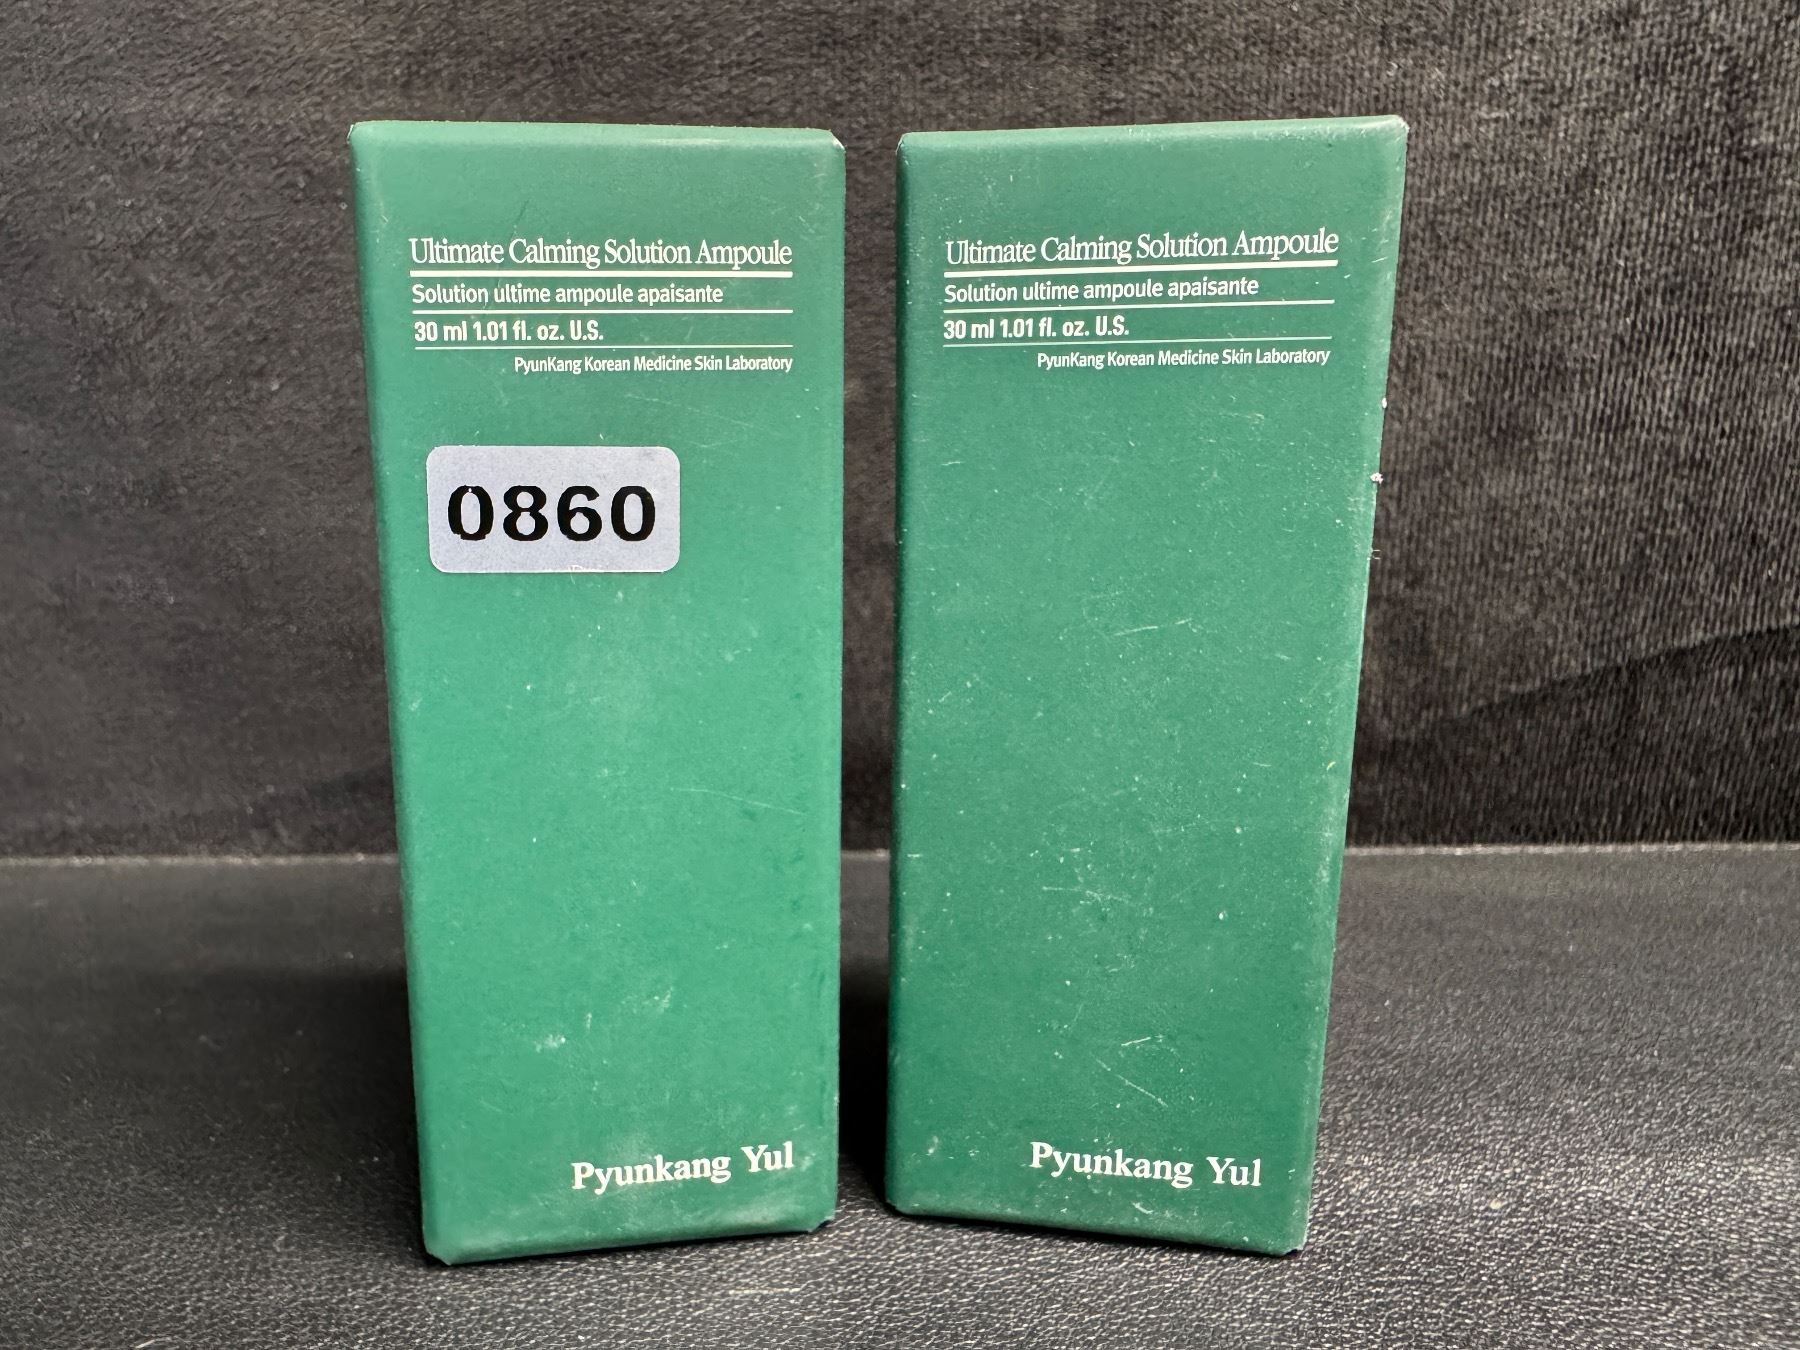 Ultimate Calming Solution Ampoule
Solution ultime ampoule apaisante
30 ml 1.01 fl. oz. U.S.
PyunKang Korean Medicine Skin Laboratory
0860
Pyunkang Yul
Ultimate Calming Solution Ampoule
Solution ultime ampoule apaisante
30 ml 1.01 fl. oz. U.S.
PyunKang Korean Medicine Skin Laboratory
Pyunkang Yul